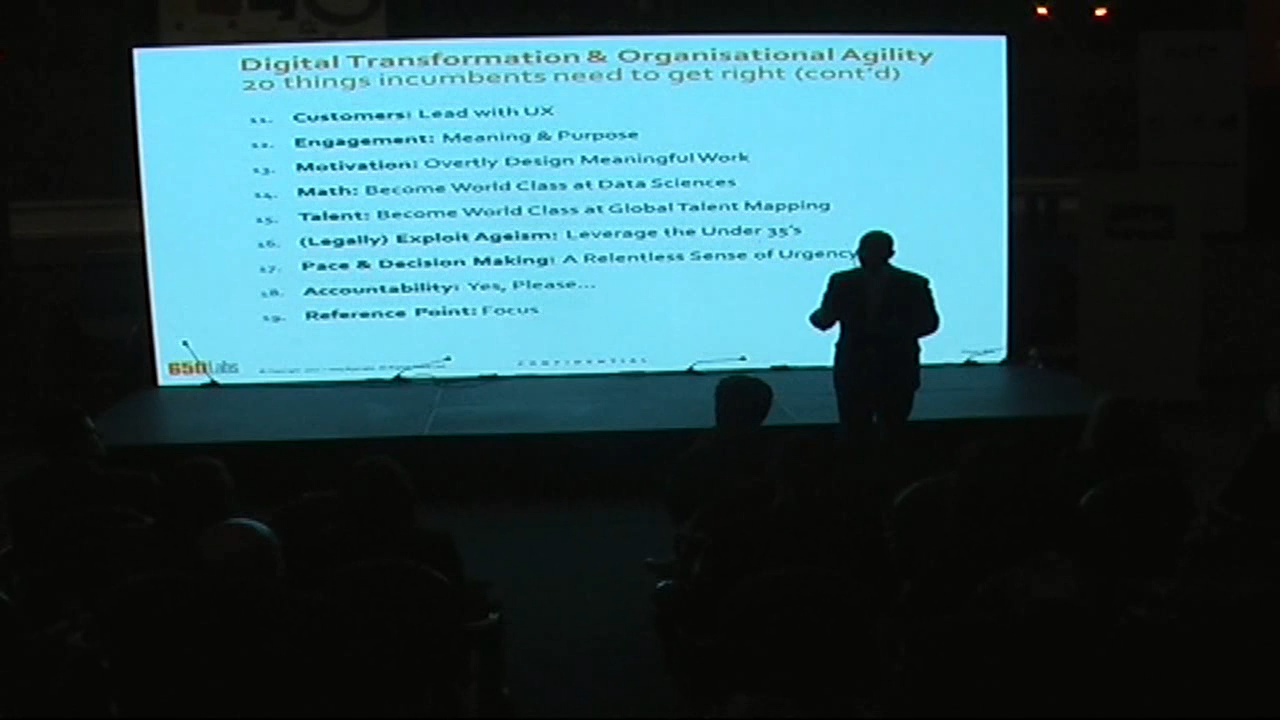 Digital Transformation & Organisational Agility
20 things incumbents need to get right (cont'd)
11. Customers: Lead with UX
12. Engagement: Meaning & Purpose
13. Motivation: Overtly Design Meaningful Work
14. Math: Become World Class at Data Sciences
15. Talent: Become World Class at Global Talent Mapping
16. (Legally) Exploit Ageism: Leverage the Under 35's
17. Pace & Decision Making: A Relentless Sense of Urgency
18. Accountability: Yes, Please...
19. Reference Point: Focus
650Labs
CONFIDENTIAL